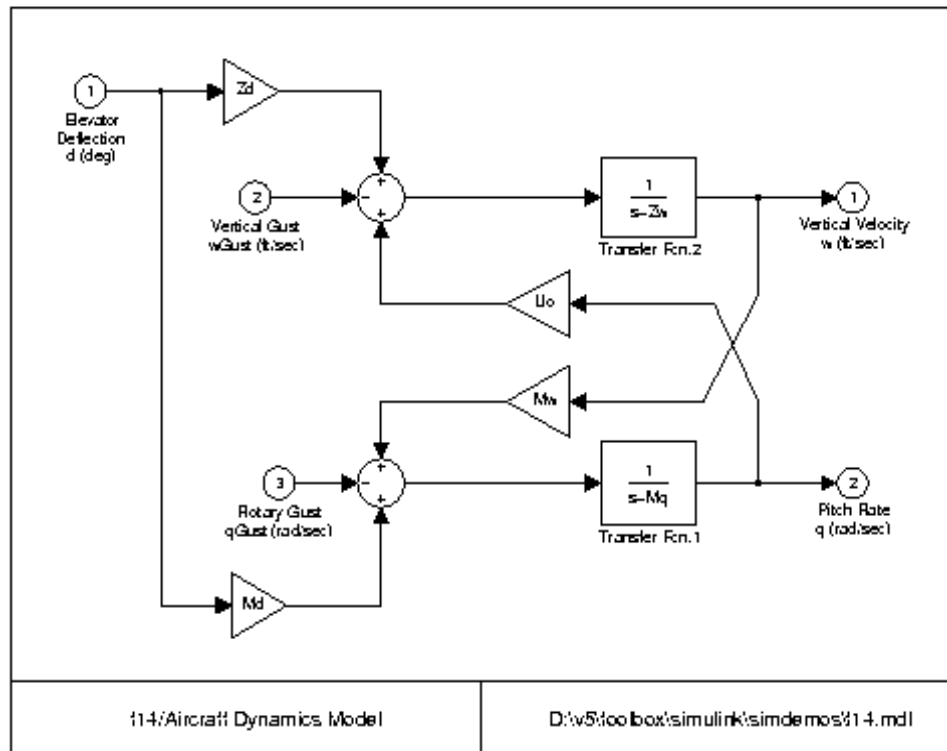 Zd
1
Elevator
Deflection
d (deg)
+
-
+
2
Vertical Gust
wGust (ft/sec)
1
s-Zw
Transfer Fcn.2
1
Vertical Velocity
w (ft/sec)
Uo
Mw
+
-
+
3
Rotary Gust
qGust (rad/sec)
1
s-Mq
Transfer Fcn.1
2
Pitch Rate
q (rad/sec)
Md
f14/Aircraft Dynamics Model
D:\v5\toolbox\simulink\simdemos\f14.mdl